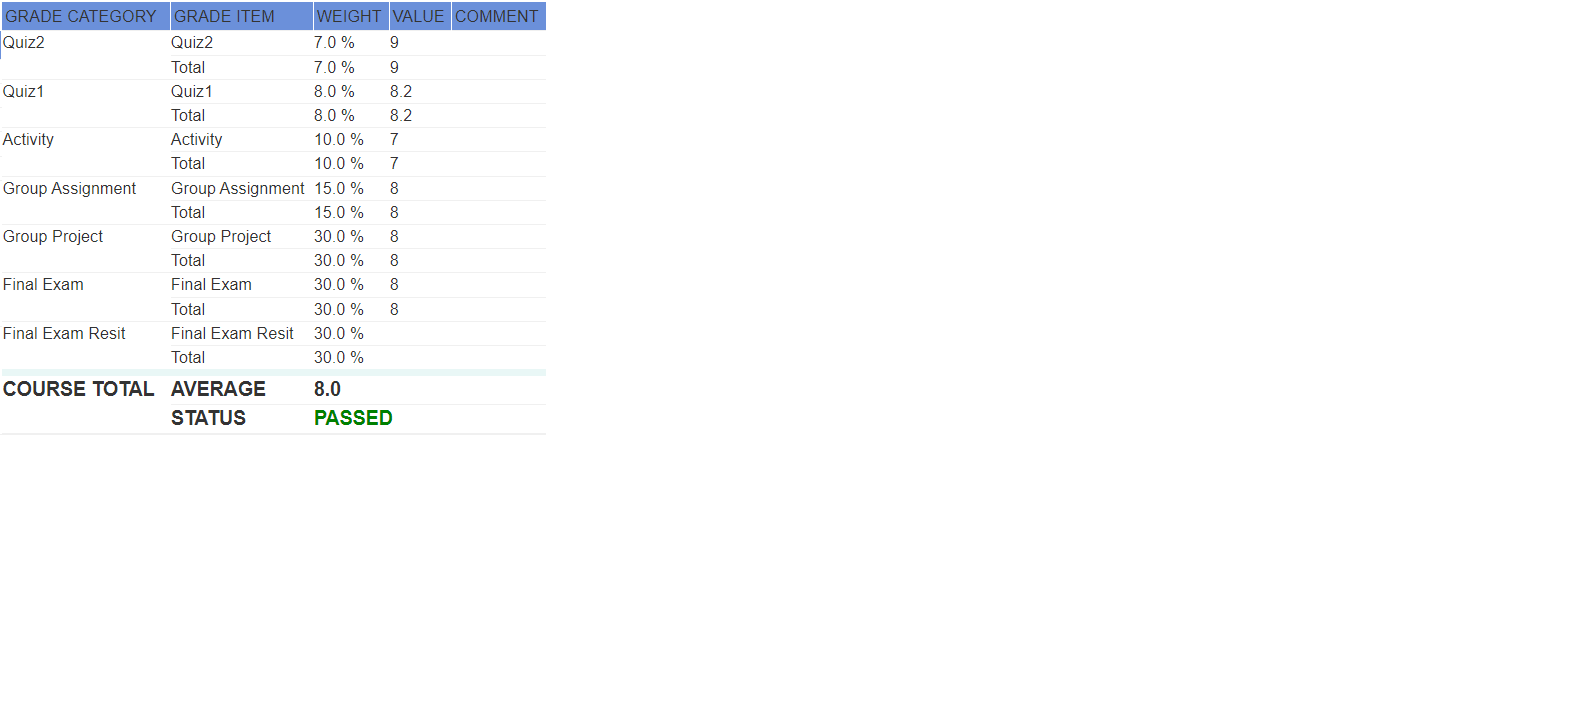 GRADE CATEGORY GRADE ITEM WEIGHT VALUE COMMENT
Quiz2 Quiz2 7.0 % 9
Total 7.0 % 9
Quiz1 Quiz1 8.0 % 8.2
Total 8.0 % 8.2
Activity Activity 10.0 % 7
Total 10.0 % 7
Group Assignment Group Assignment 15.0 % 8
Total 15.0 % 8
Group Project Group Project 30.0 % 8
Total 30.0 % 8
Final Exam Final Exam 30.0 % 8
Total 30.0 % 8
Final Exam Resit Final Exam Resit 30.0 %
Total 30.0 %
COURSE TOTAL AVERAGE 8.0
STATUS PASSED